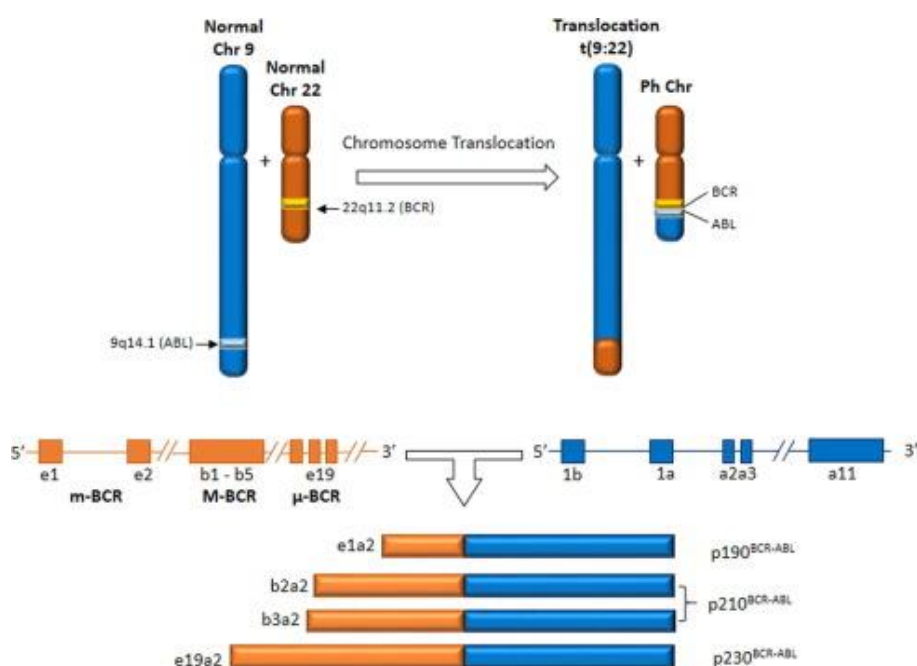 Normal
Chr 9
Normal
Chr 22
+
Chromosome Translocation
22q11.2 (BCR)
9q14.1 (ABL)
Translocation
t(9:22)
Ph Chr
+
BCR
ABL
5’ 3’
e1 e2 b1 - b5 e19
m-BCR M-BCR µ-BCR
5’ 3’
1b 1a a2a3 a11
e1a2 p190BCR-ABL
b2a2
p210BCR-ABL
b3a2
e19a2 p230BCR-ABL